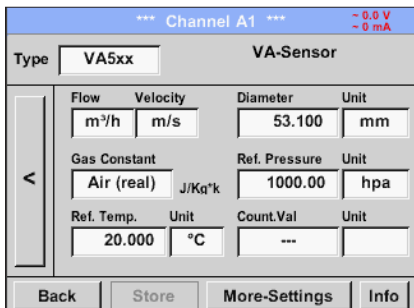 *** Channel A1 ***
~ 0.0 V
~ 0 mA
Type VA5xx VA-Sensor
Flow Velocity Diameter Unit
m³/h m/s 53.100 mm
Gas Constant Ref. Pressure Unit
< Air (real) J/Kg*k 1000.00 hpa
Ref. Temp. Unit Count.Val Unit
20.000 °C ---
Back Store More-Settings Info